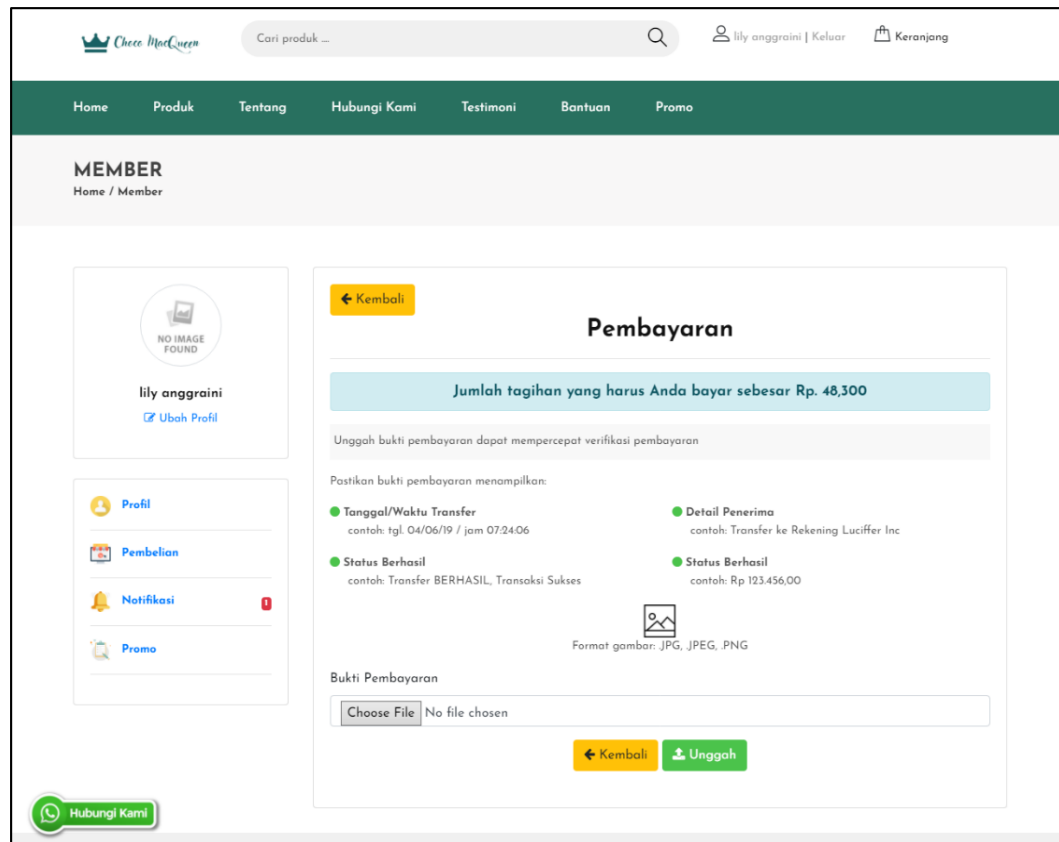 Choco MacQueen
Cari produk ...
lily anggraini | Keluar
Keranjang
Home Produk Tentang Hubungi Kami Testimoni Bantuan Promo
MEMBER
Home / Member
NO IMAGE
FOUND
lily anggraini
Ubah Profil
Profil
Pembelian
Notifikasi 1
Promo
Kembali
Pembayaran
Jumlah tagihan yang harus Anda bayar sebesar Rp. 48,300
Unggah bukti pembayaran dapat mempercepat verifikasi pembayaran
Pastikan bukti pembayaran menampilkan:
Tanggal/Waktu Transfer
contoh: tgl. 04/06/19 / jam 07:24:06
Detail Penerima
contoh: Transfer ke Rekening Luciffer Inc
Status Berhasil
contoh: Transfer BERHASIL, Transaksi Sukses
Status Berhasil
contoh: Rp 123.456,00
Format gambar: .JPG, .JPEG, .PNG
Bukti Pembayaran
Choose File No file chosen
Kembali Unggah
Hubungi Kami